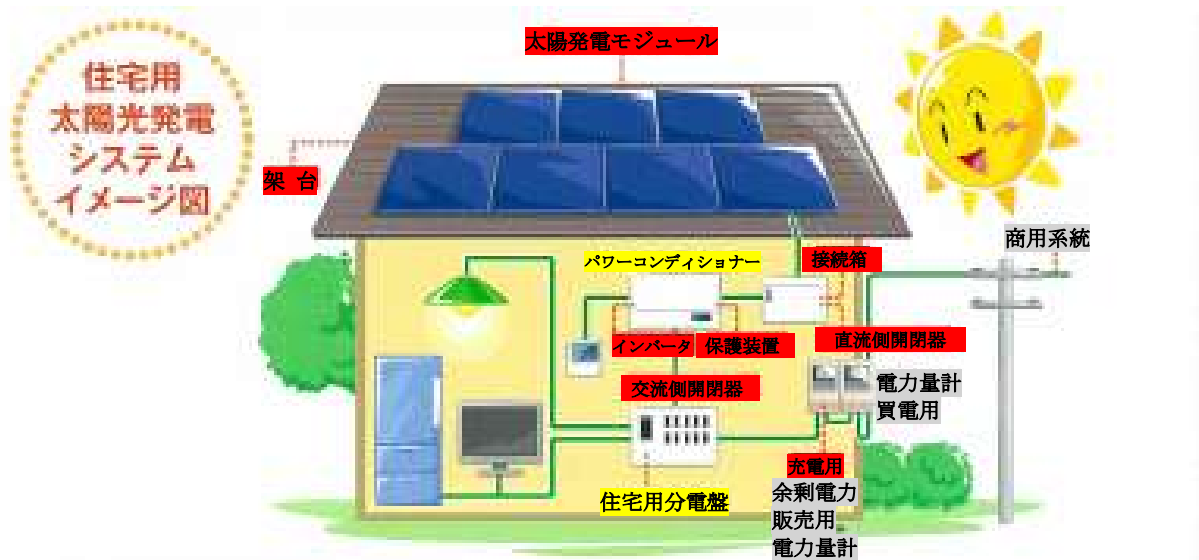 住宅用
太陽光発電
システム
イメージ図
太陽発電モジュール
架 台
商用系統
パワーコンディショナー
接続箱
インバータ
保護装置
直流側開閉器
交流側開閉器
電力量計
買電用
充電用
余剰電力
販売用
電力量計
住宅用分電盤